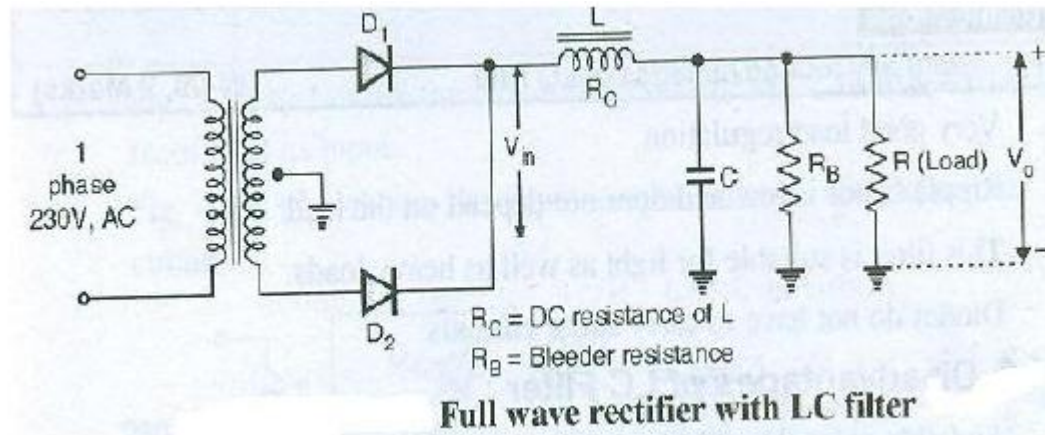 D1
L
RC
1
phase
230V, AC
Vin
C
RB
R (Load)
Vo
+
−
D2
RC = DC resistance of L
RB = Bleeder resistance
Full wave rectifier with LC filter